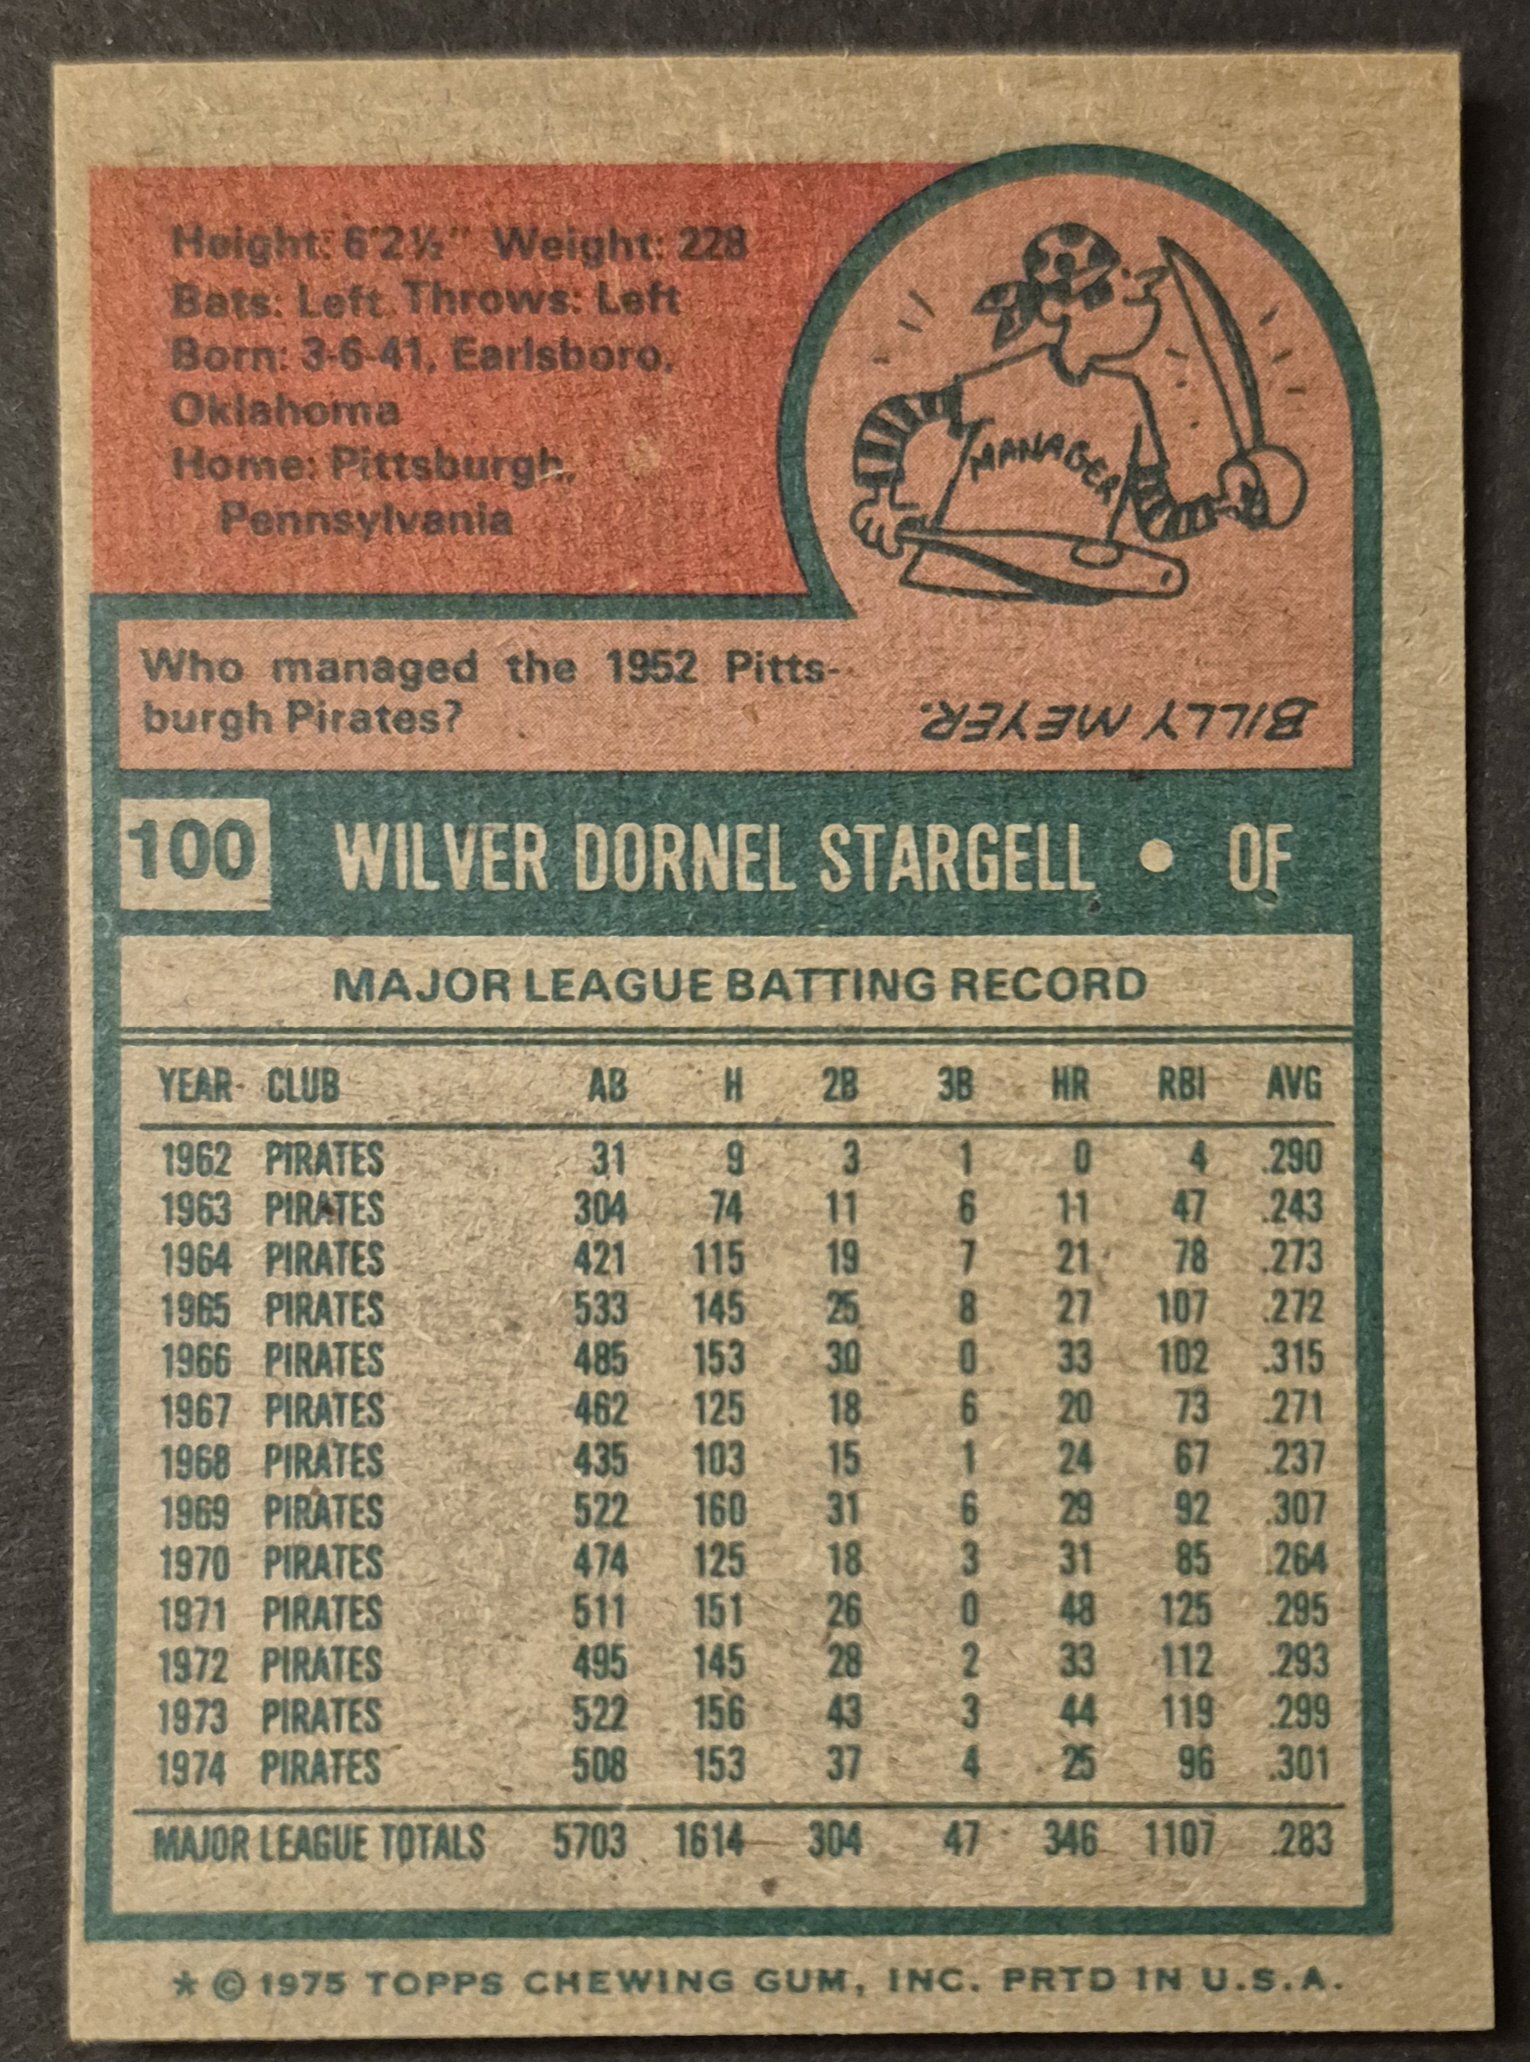 Height: 6'2½" Weight: 228
Bats: Left Throws: Left
Born: 3-6-41, Earlsboro,
Oklahoma
Home: Pittsburgh,
Pennsylvania
MANAGER
Who managed the 1952 Pitts-
burgh Pirates?
BILLY MEYER.
100 WILVER DORNEL STARGELL • OF
MAJOR LEAGUE BATTING RECORD
YEAR CLUB AB H 2B 3B HR RBI AVG
1962 PIRATES 31 9 3 1 0 4 .290
1963 PIRATES 304 74 11 6 11 47 .243
1964 PIRATES 421 115 19 7 21 78 .273
1965 PIRATES 533 145 25 8 27 107 .272
1966 PIRATES 485 153 30 0 33 102 .315
1967 PIRATES 462 125 18 6 20 73 .271
1968 PIRATES 435 103 15 1 24 67 .237
1969 PIRATES 522 160 31 6 29 92 .307
1970 PIRATES 474 125 18 3 31 85 .264
1971 PIRATES 511 151 26 0 48 125 .295
1972 PIRATES 495 145 28 2 33 112 .293
1973 PIRATES 522 156 43 3 44 119 .299
1974 PIRATES 508 153 37 4 25 96 .301
MAJOR LEAGUE TOTALS 5703 1614 304 47 346 1107 .283
* © 1975 TOPPS CHEWING GUM, INC. PRTD IN U.S.A.